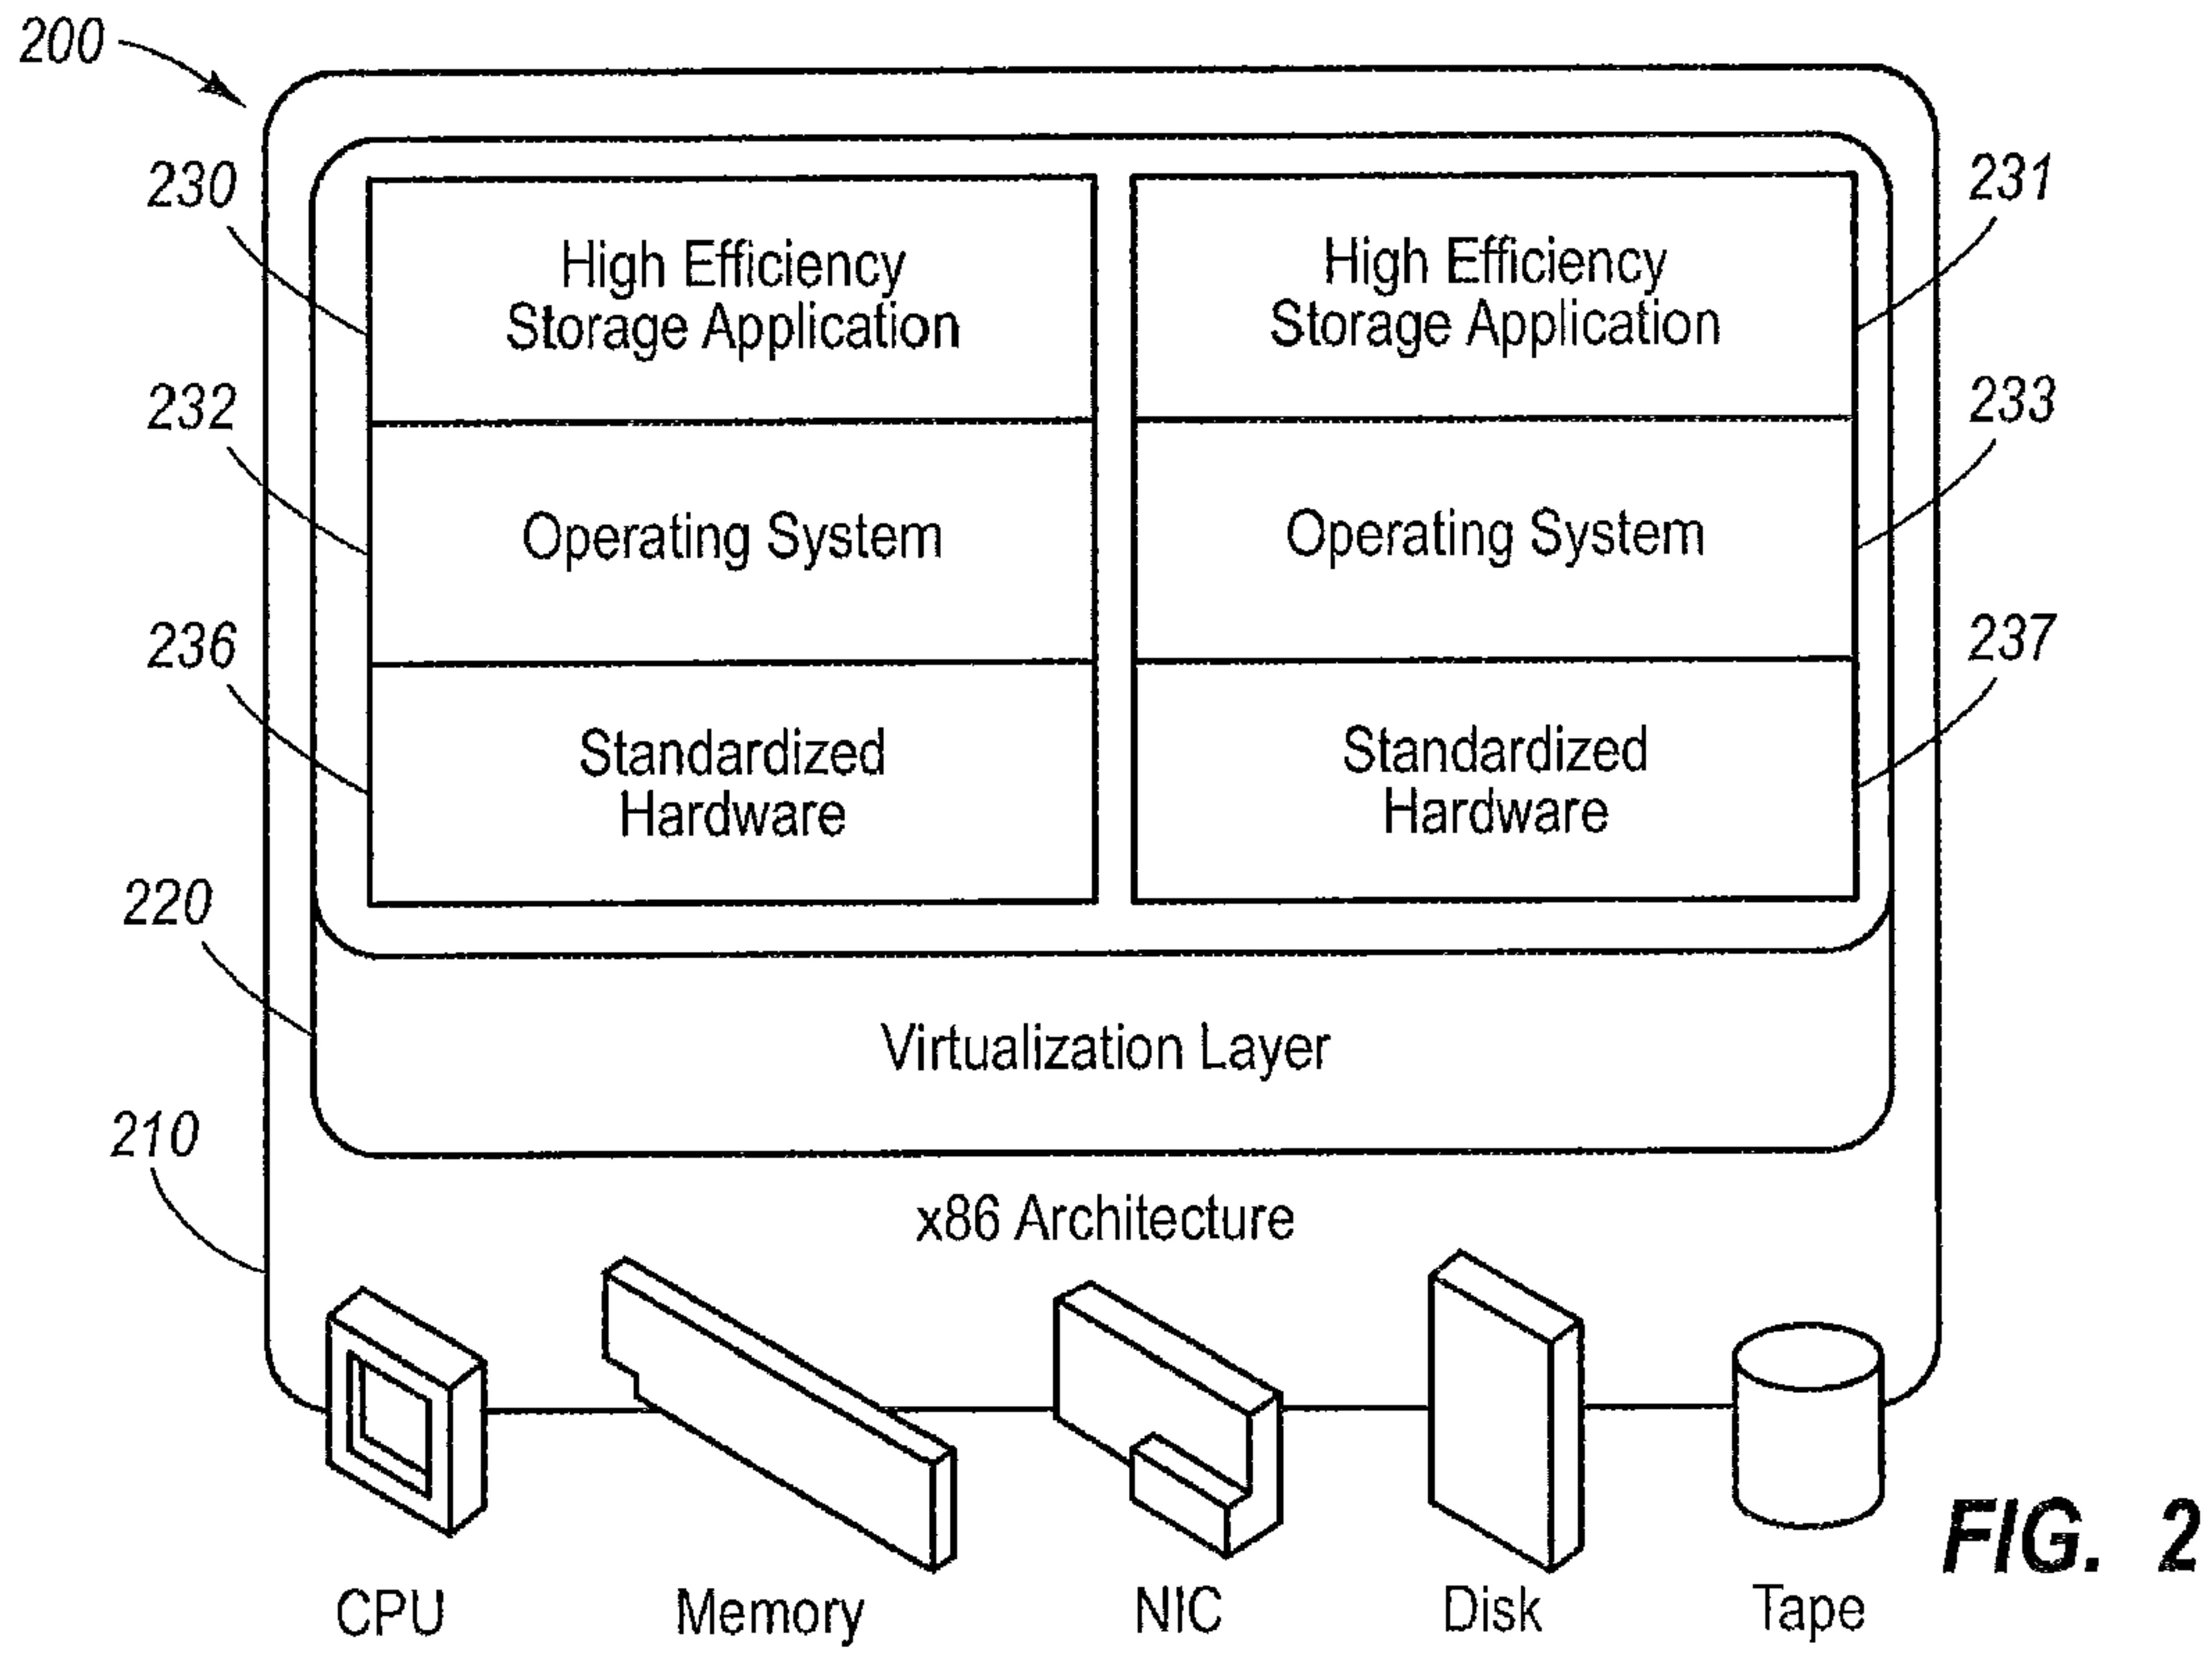 200
230
231
High Efficiency
Storage Application
High Efficiency
Storage Application
232
233
Operating System
Operating System
236
237
Standardized
Hardware
Standardized
Hardware
220
Virtualization Layer
210
x86 Architecture
FIG. 2
CPU
Memory
NIC
Disk
Tape